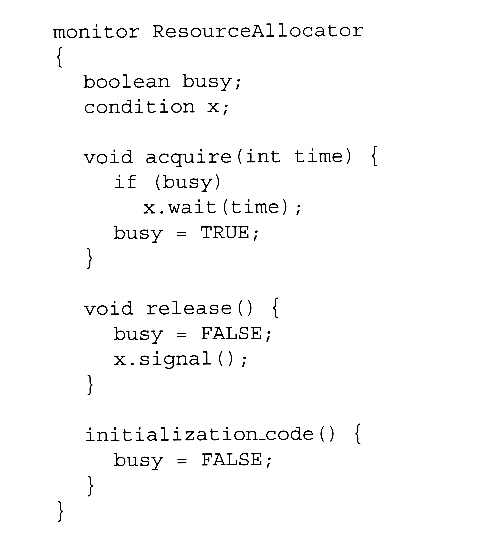 monitor ResourceAllocator
{
boolean busy;
condition x;
void acquire(int time) {
if (busy)
x.wait(time);
busy = TRUE;
}
void release() {
busy = FALSE;
x.signal();
}
initialization_code() {
busy = FALSE;
}
}